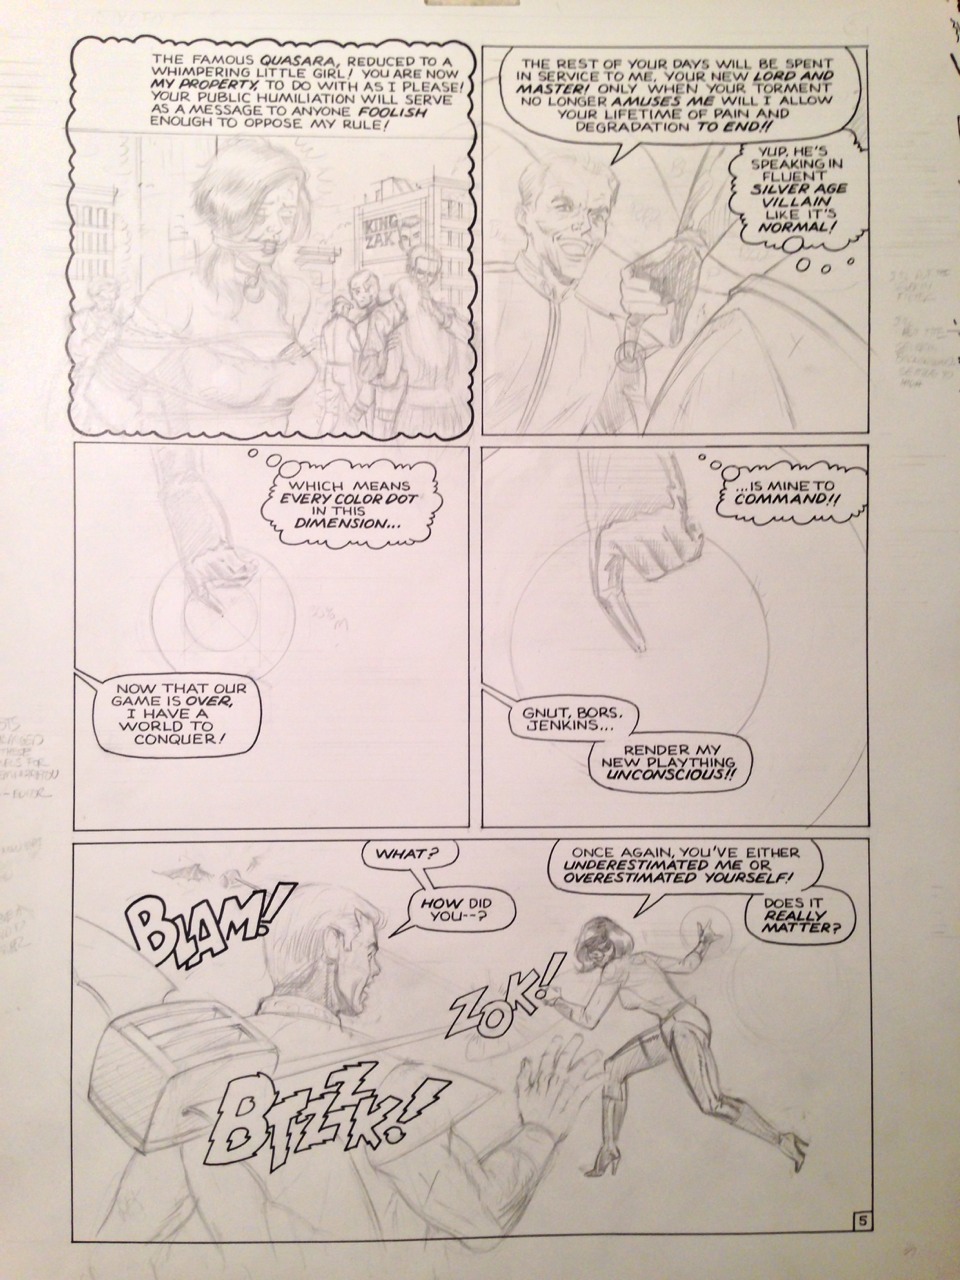 THE FAMOUS QUASARA, REDUCED TO A
WHIMPERING LITTLE GIRL! YOU ARE NOW
MY PROPERTY, TO DO WITH AS I PLEASE!
YOUR PUBLIC HUMILIATION WILL SERVE
AS A MESSAGE TO ANYONE FOOLISH
ENOUGH TO OPPOSE MY RULE!
KING
ZAK
THE REST OF YOUR DAYS WILL BE SPENT
IN SERVICE TO ME, YOUR NEW LORD AND
MASTER! ONLY WHEN YOUR TORMENT
NO LONGER AMUSES ME WILL I ALLOW
YOUR LIFETIME OF PAIN AND
DEGRADATION TO END!!
YUP, HE'S
SPEAKING IN
FLUENT
SILVER AGE
VILLAIN
LIKE IT'S
NORMAL!
WHICH MEANS
EVERY COLOR DOT
IN THIS
DIMENSION...
NOW THAT OUR
GAME IS OVER,
I HAVE A
WORLD TO
CONQUER!
...IS MINE TO
COMMAND!!
GNUT, BORS,
JENKINS...
RENDER MY
NEW PLAYTHING
UNCONSCIOUS!!
WHAT?
HOW DID
YOU--?
ONCE AGAIN, YOU'VE EITHER
UNDERESTIMATED ME OR
OVERESTIMATED YOURSELF!
DOES IT
REALLY
MATTER?
BLAM!
ZOK!
BZZZK!
5